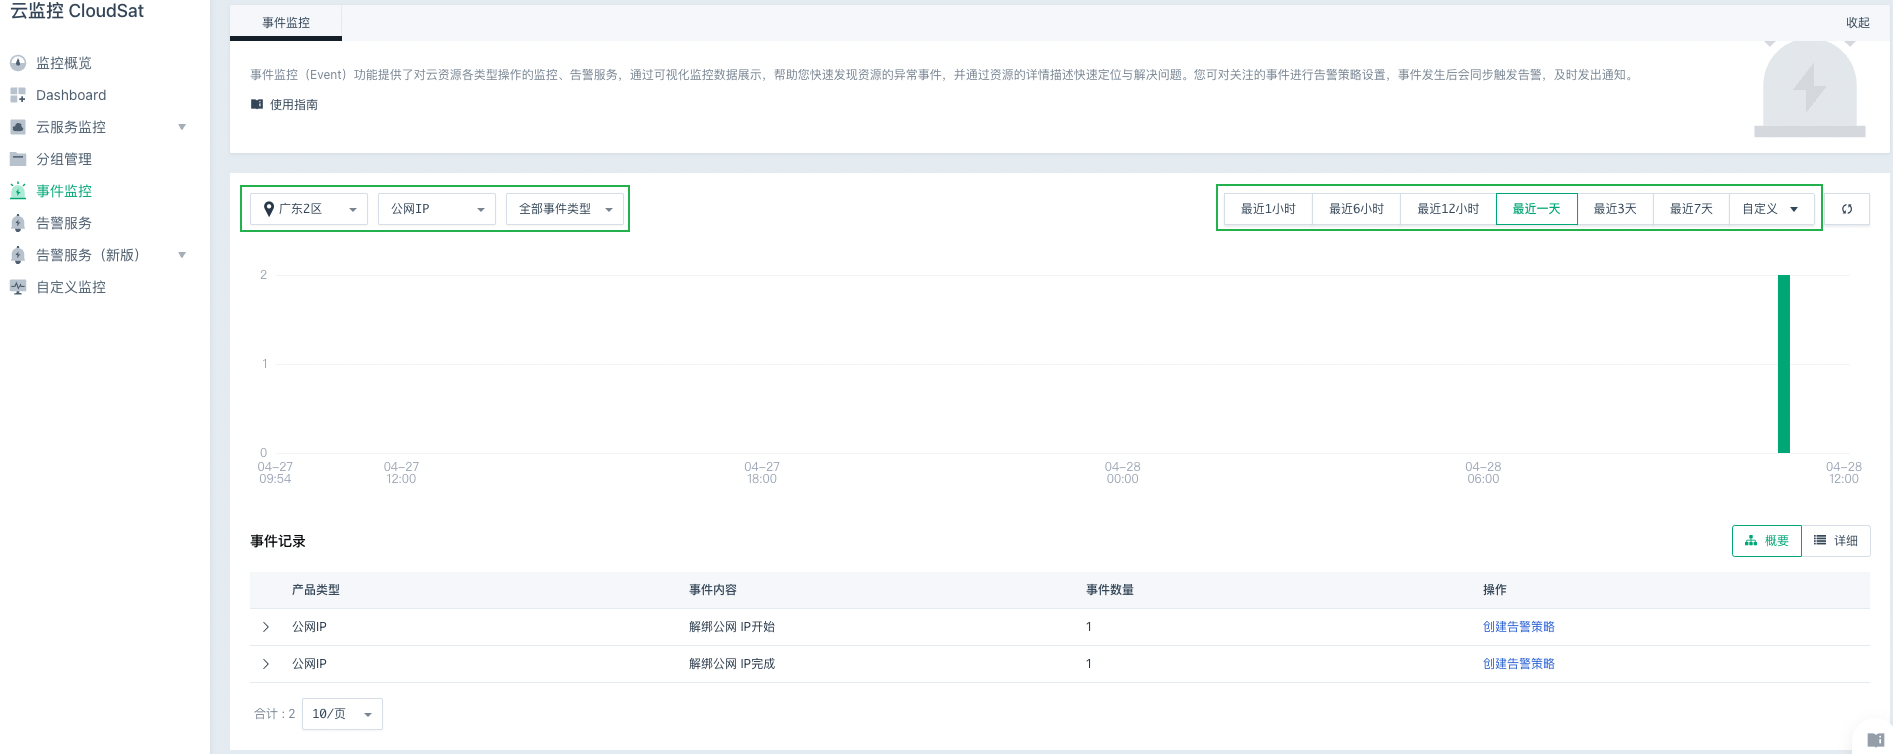 云监控 CloudSat
监控概览
Dashboard
云服务监控
分组管理
事件监控
告警服务
告警服务（新版）
自定义监控
事件监控
收起
事件监控（Event）功能提供了对云资源各类型操作的监控、告警服务，通过可视化监控数据展示，帮助您快速发现资源的异常事件，并通过资源的详情描述快速定位与解决问题。您可对关注的事件进行告警策略设置，事件发生后会同步触发告警，及时发出通知。
使用指南
广东2区 公网IP 全部事件类型
最近1小时 最近6小时 最近12小时 最近一天 最近3天 最近7天 自定义
2
1
0
04-27 09:54
04-27 12:00
04-27 18:00
04-28 00:00
04-28 06:00
04-28 12:00
事件记录
概要 详细
产品类型 事件内容 事件数量 操作
公网IP 解绑公网 IP开始 1 创建告警策略
公网IP 解绑公网 IP完成 1 创建告警策略
合计 : 2 10/页